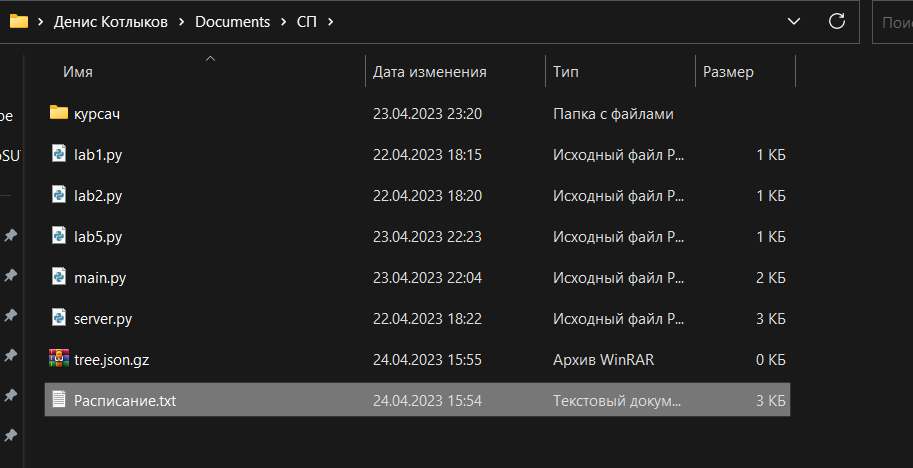 Денис Котлыков Documents СП Поис
Имя Дата изменения Тип Размер
ре курсач 23.04.2023 23:20 Папка с файлами
oSU lab1.py 22.04.2023 18:15 Исходный файл P... 1 КБ
lab2.py 22.04.2023 18:20 Исходный файл P... 1 КБ
lab5.py 23.04.2023 22:23 Исходный файл P... 1 КБ
main.py 23.04.2023 22:04 Исходный файл P... 2 КБ
server.py 22.04.2023 18:22 Исходный файл P... 3 КБ
tree.json.gz 24.04.2023 15:55 Архив WinRAR 0 КБ
Расписание.txt 24.04.2023 15:54 Текстовый докум... 3 КБ